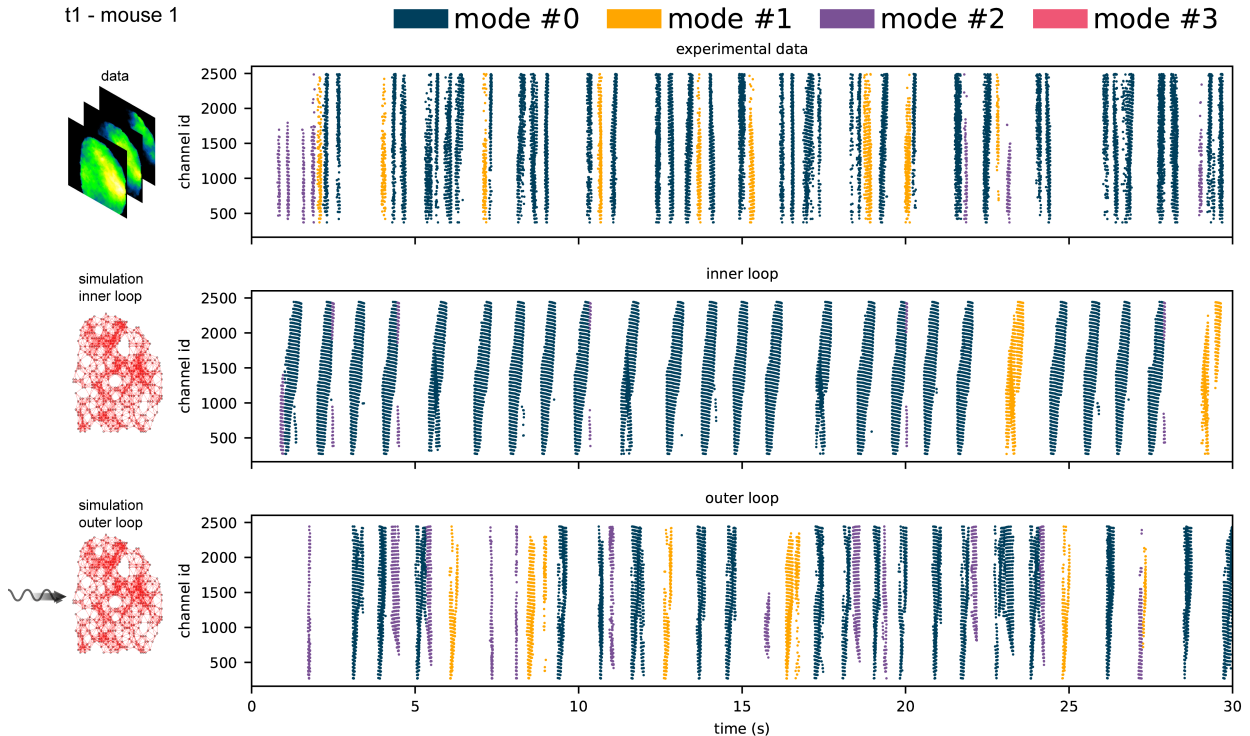 t1 - mouse 1
mode #0 mode #1 mode #2 mode #3
experimental data
data
channel id
2500
2000
1500
1000
500
inner loop
simulation
inner loop
channel id
2500
2000
1500
1000
500
outer loop
simulation
outer loop
channel id
2500
2000
1500
1000
500
0 5 10 15 20 25 30
time (s)